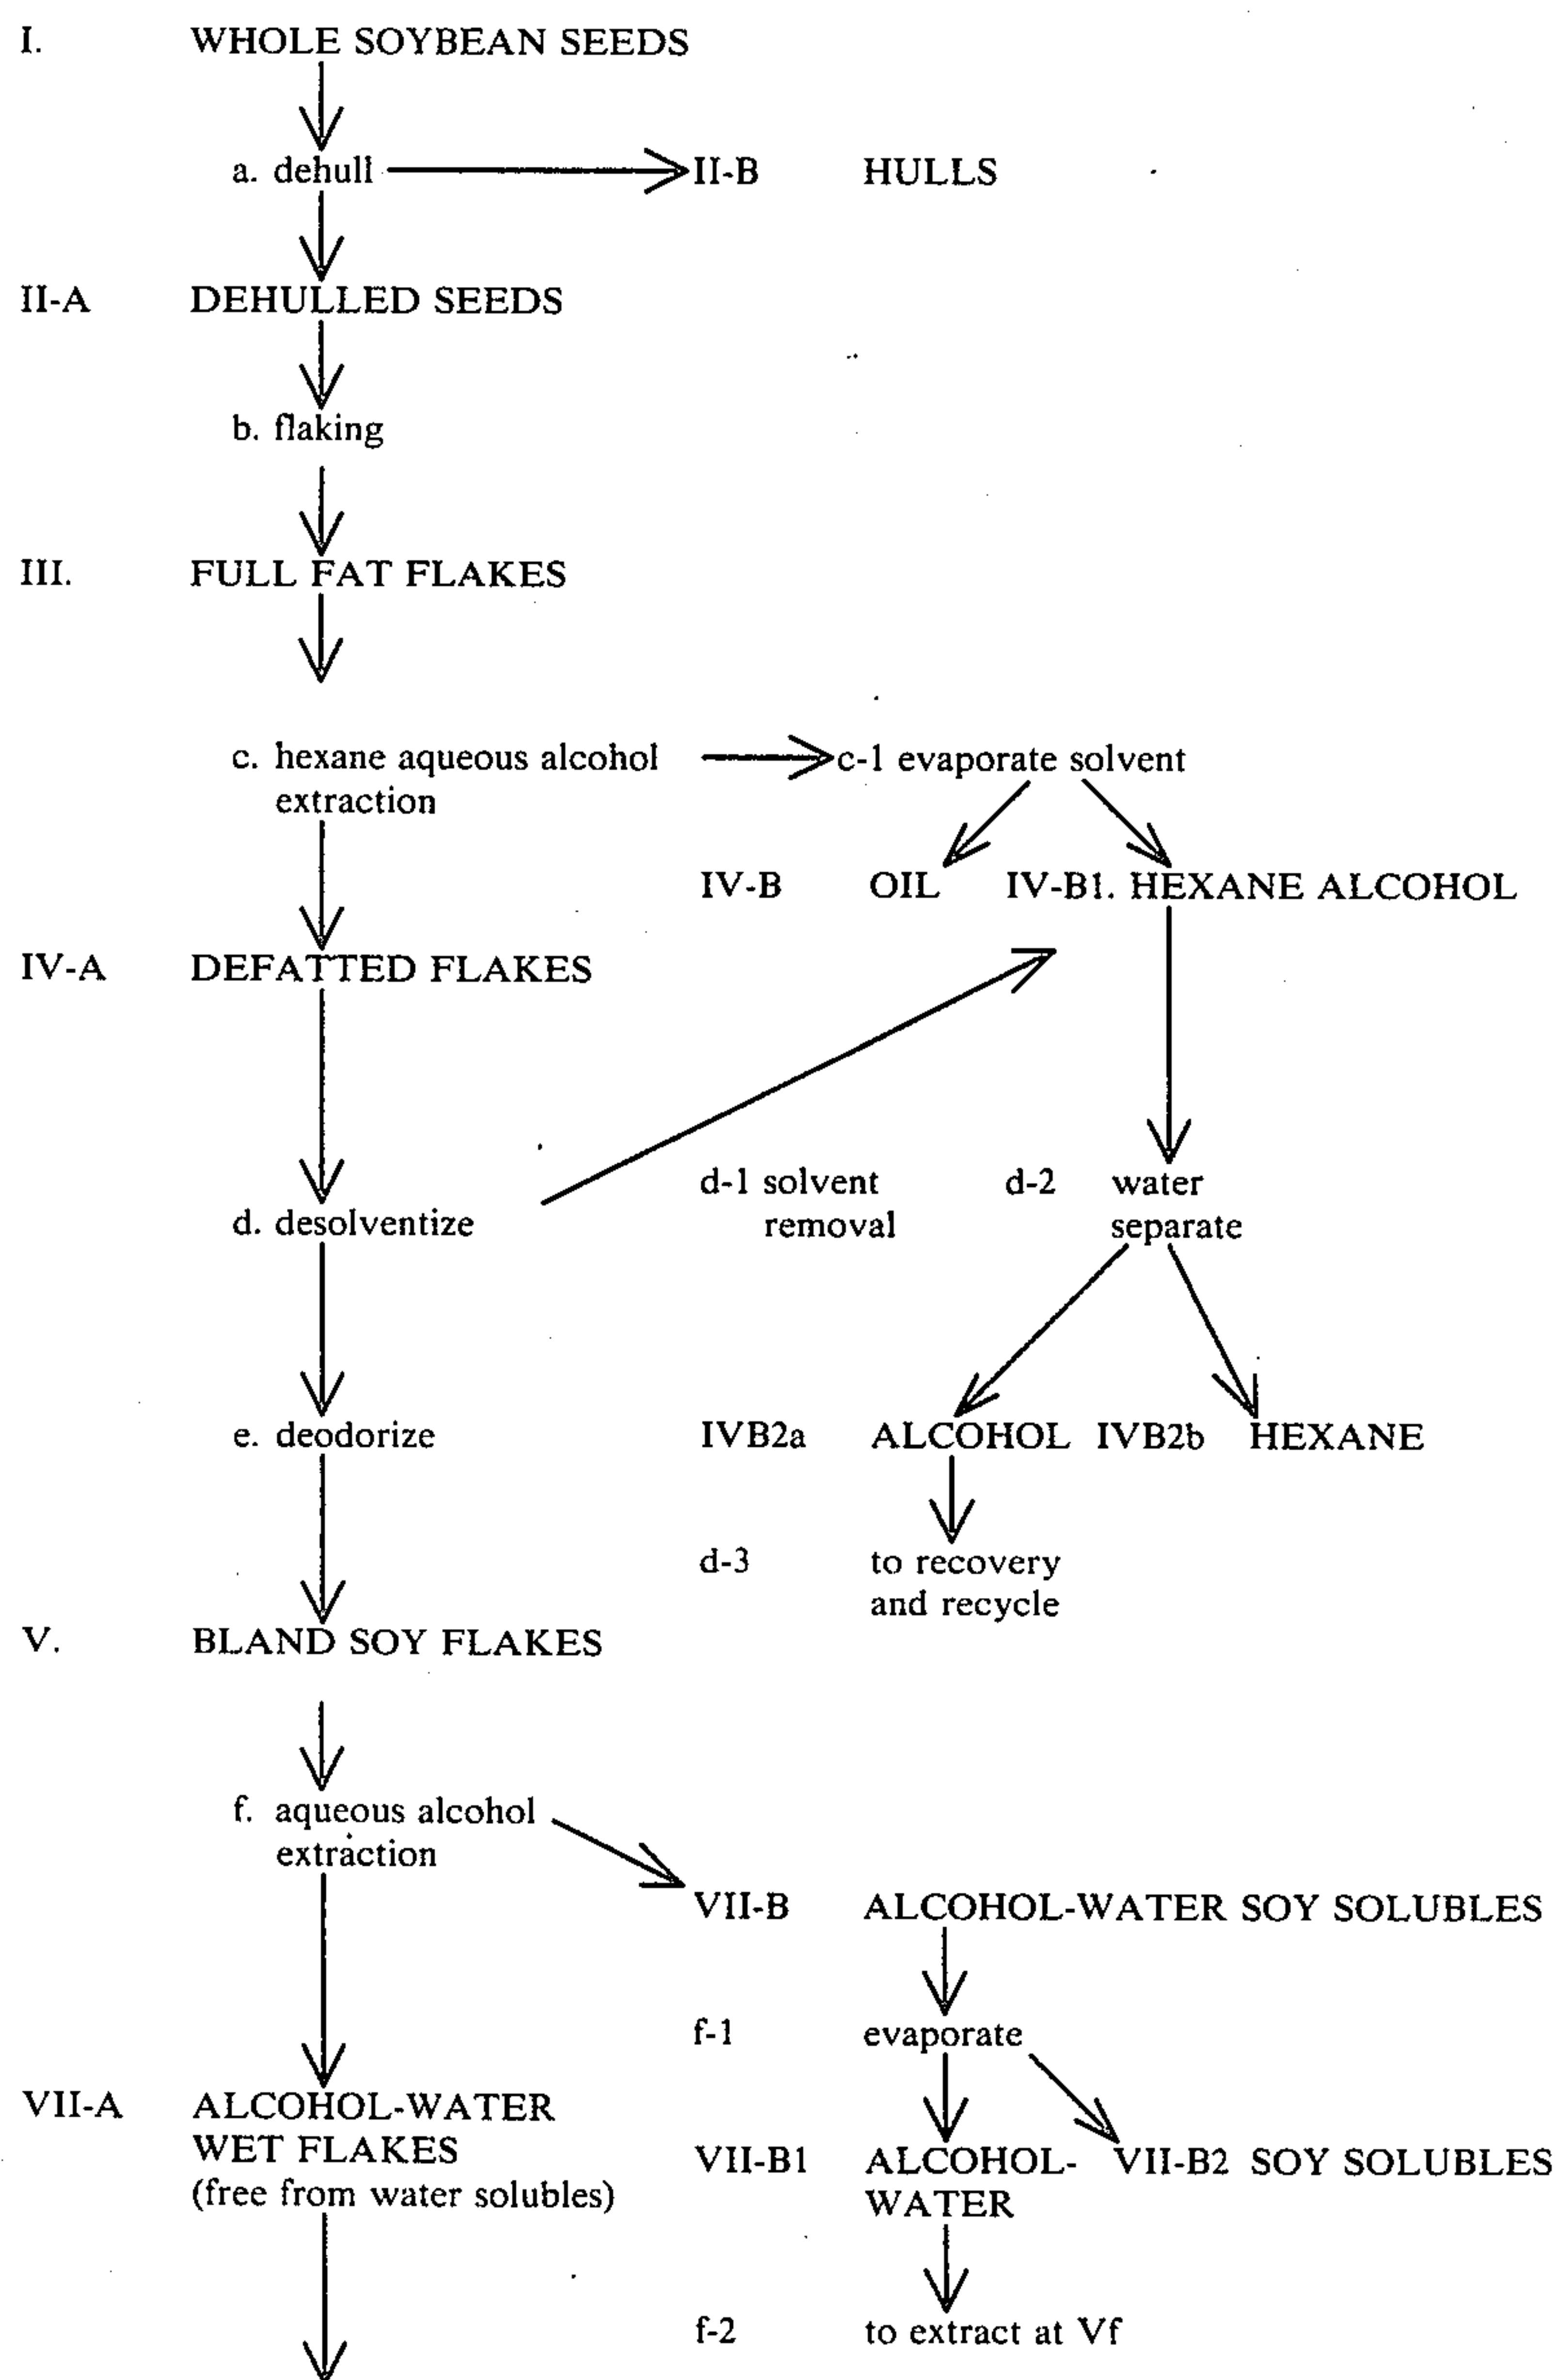 I. WHOLE SOYBEAN SEEDS
a. dehull II-B HULLS
II-A DEHULLED SEEDS
b. flaking
III. FULL FAT FLAKES
c. hexane aqueous alcohol c-1 evaporate solvent
extraction
IV-B OIL IV-B1. HEXANE ALCOHOL
IV-A DEFATTED FLAKES
d-1 solvent d-2 water
d. desolventize removal separate
e. deodorize IVB2a ALCOHOL IVB2b HEXANE
d-3 to recovery
and recycle
V. BLAND SOY FLAKES
f. aqueous alcohol
extraction
VII-B ALCOHOL-WATER SOY SOLUBLES
f-1 evaporate
VII-A ALCOHOL-WATER
WET FLAKES
(free from water solubles)
VII-B1 ALCOHOL- VII-B2 SOY SOLUBLES
WATER
f-2 to extract at Vf